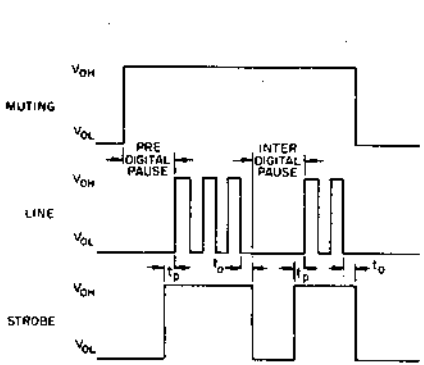 VOH
MUTING
VOL
PRE
DIGITAL
PAUSE
INTER
DIGITAL
PAUSE
VOH
LINE
VOL
tp
to
tp
to
VOH
STROBE
VOL